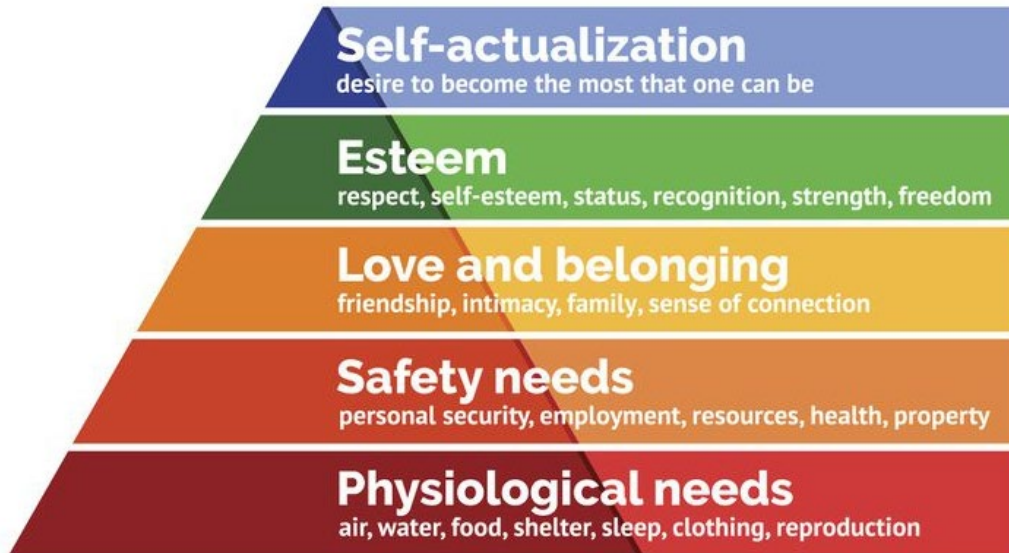 Self-actualization
desire to become the most that one can be
Esteem
respect, self-esteem, status, recognition, strength, freedom
Love and belonging
friendship, intimacy, family, sense of connection
Safety needs
personal security, employment, resources, health, property
Physiological needs
air, water, food, shelter, sleep, clothing, reproduction